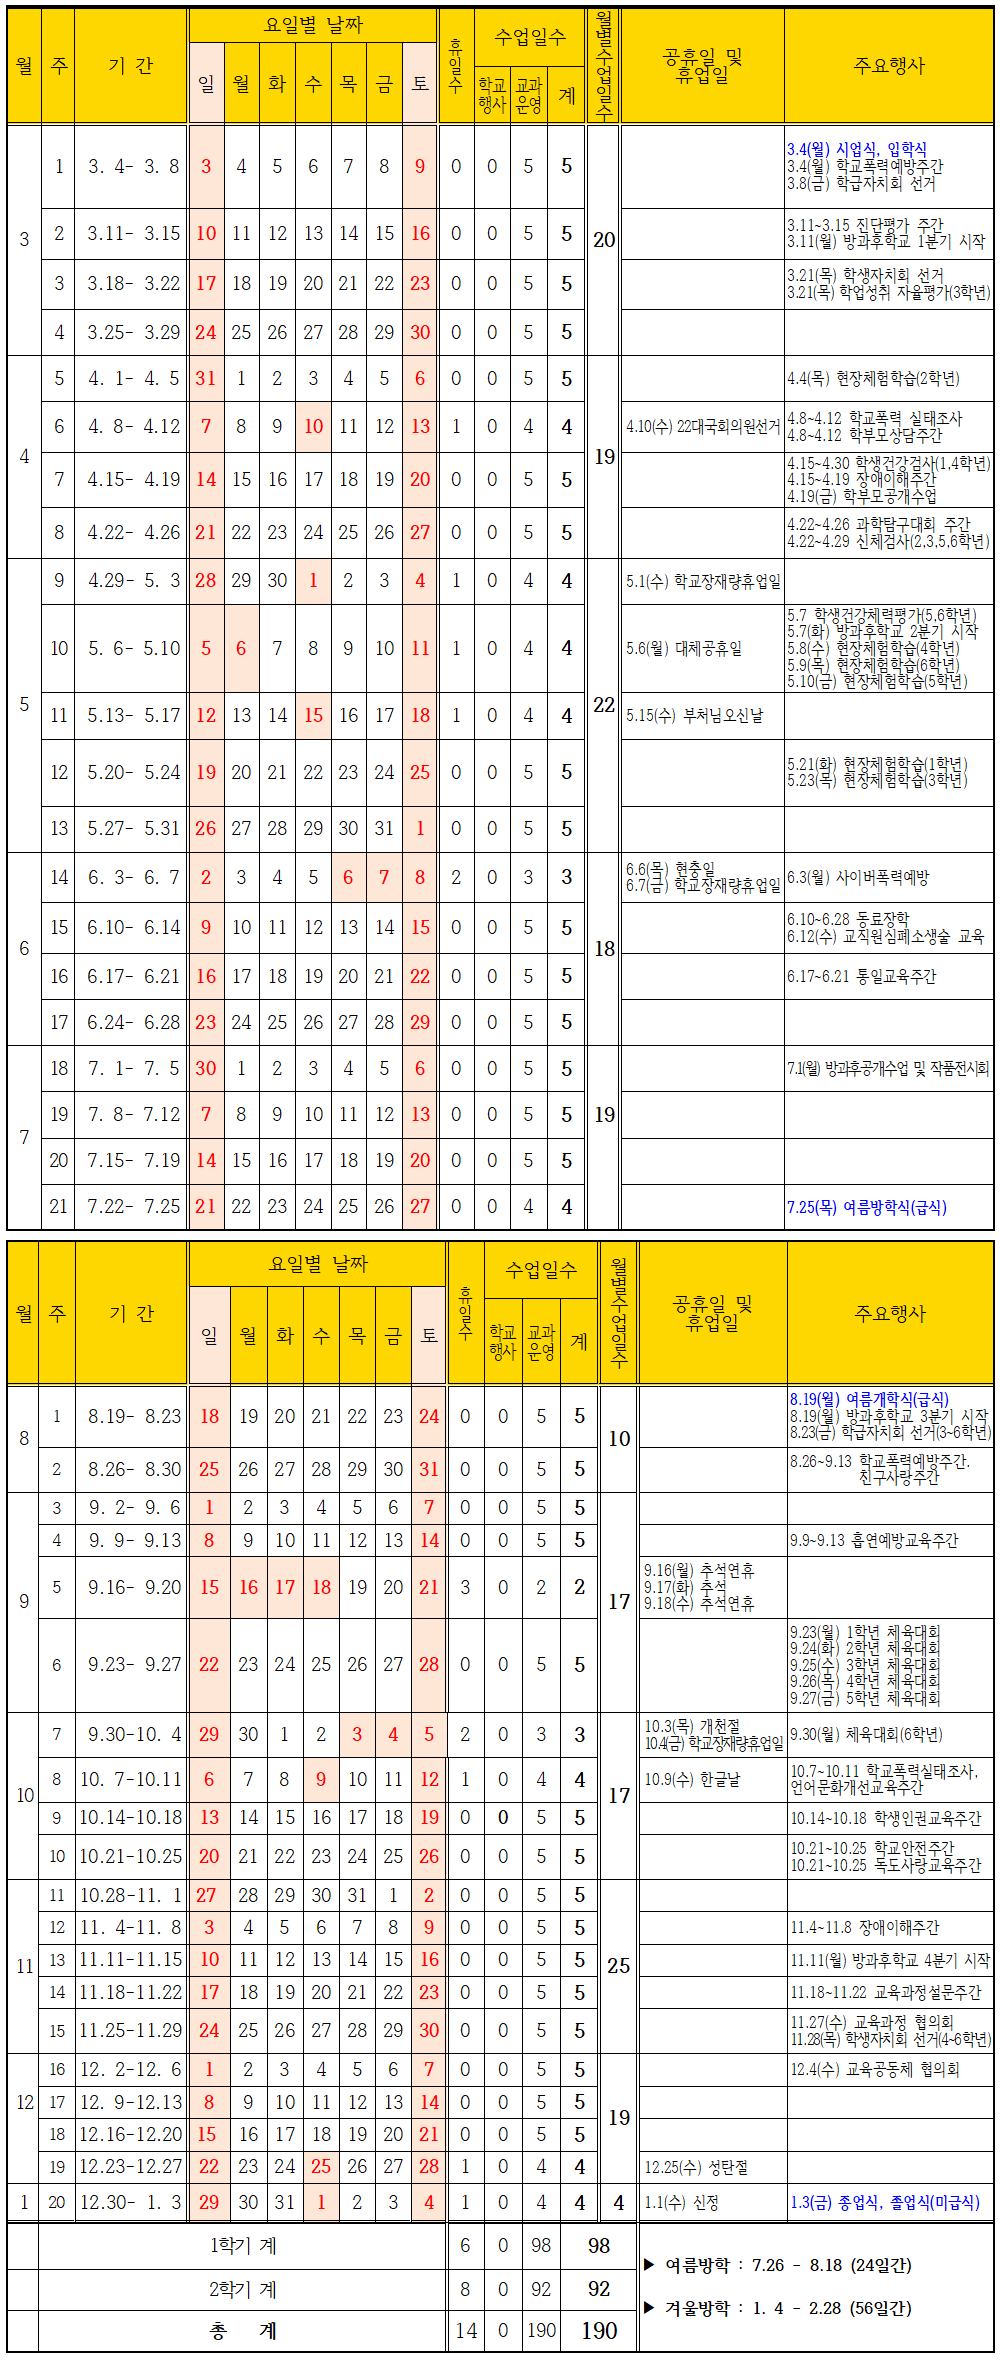 월 주 기 간 요일별 날짜 휴일수 수업일수 월별수업일수 공휴일 및 휴업일 주요행사
일 월 화 수 목 금 토 학교행사 교과운영 계
3 1 3. 4- 3. 8 3 4 5 6 7 8 9 0 0 5 5 20 3.4(월) 시업식, 입학식
3.4(월) 학교폭력예방주간
3.8(금) 학급자치회 선거
2 3.11- 3.15 10 11 12 13 14 15 16 0 0 5 5 3.11~3.15 진단평가 주간
3.11(월) 방과후학교 1분기 시작
3 3.18- 3.22 17 18 19 20 21 22 23 0 0 5 5 3.21(목) 학생자치회 선거
3.21(목) 학업성취 자율평가(3학년)
4 3.25- 3.29 24 25 26 27 28 29 30 0 0 5 5
4 5 4. 1- 4. 5 31 1 2 3 4 5 6 0 0 5 5 19 4.4(목) 현장체험학습(2학년)
6 4. 8- 4.12 7 8 9 10 11 12 13 1 0 4 4 4.10(수) 22대국회의원선거 4.8~4.12 학교폭력 실태조사
4.8~4.12 학부모상담주간
7 4.15- 4.19 14 15 16 17 18 19 20 0 0 5 5 4.15~4.30 학생건강검사(1,4학년)
4.15~4.19 장애이해주간
4.19(금) 학부모공개수업
8 4.22- 4.26 21 22 23 24 25 26 27 0 0 5 5 4.22~4.26 과학탐구대회 주간
4.22~4.29 신체검사(2,3,5,6학년)
5 9 4.29- 5. 3 28 29 30 1 2 3 4 1 0 4 4 22 5.1(수) 학교장재량휴업일
10 5. 6- 5.10 5 6 7 8 9 10 11 1 0 4 4 5.6(월) 대체공휴일 5.7 학생건강체력평가(5,6학년)
5.7(화) 방과후학교 2분기 시작
5.8(수) 현장체험학습(4학년)
5.9(목) 현장체험학습(6학년)
5.10(금) 현장체험학습(5학년)
11 5.13- 5.17 12 13 14 15 16 17 18 1 0 4 4 5.15(수) 부처님오신날
12 5.20- 5.24 19 20 21 22 23 24 25 0 0 5 5 5.21(화) 현장체험학습(1학년)
5.23(목) 현장체험학습(3학년)
13 5.27- 5.31 26 27 28 29 30 31 1 0 0 5 5
6 14 6. 3- 6. 7 2 3 4 5 6 7 8 2 0 3 3 18 6.6(목) 현충일
6.7(금) 학교장재량휴업일 6.3(월) 사이버폭력예방
15 6.10- 6.14 9 10 11 12 13 14 15 0 0 5 5 6.10~6.28 동료장학
6.12(수) 교직원심폐소생술 교육
16 6.17- 6.21 16 17 18 19 20 21 22 0 0 5 5 6.17~6.21 통일교육주간
17 6.24- 6.28 23 24 25 26 27 28 29 0 0 5 5
7 18 7. 1- 7. 5 30 1 2 3 4 5 6 0 0 5 5 19 7.1(월) 방과후공개수업 및 작품전시회
19 7. 8- 7.12 7 8 9 10 11 12 13 0 0 5 5
20 7.15- 7.19 14 15 16 17 18 19 20 0 0 5 5
21 7.22- 7.25 21 22 23 24 25 26 27 0 0 4 4 7.25(목) 여름방학식(급식)
월 주 기 간 요일별 날짜 휴일수 수업일수 월별수업일수 공휴일 및 휴업일 주요행사
일 월 화 수 목 금 토 학교행사 교과운영 계
8 1 8.19- 8.23 18 19 20 21 22 23 24 0 0 5 5 10 8.19(월) 여름개학식(급식)
8.19(월) 방과후학교 3분기 시작
8.23(금) 학급자치회 선거(3~6학년)
2 8.26- 8.30 25 26 27 28 29 30 31 0 0 5 5 8.26~9.13 학교폭력예방주간.
친구사랑주간
9 3 9. 2- 9. 6 1 2 3 4 5 6 7 0 0 5 5 17
4 9. 9- 9.13 8 9 10 11 12 13 14 0 0 5 5 9.9~9.13 흡연예방교육주간
5 9.16- 9.20 15 16 17 18 19 20 21 3 0 2 2 9.16(월) 추석연휴
9.17(화) 추석
9.18(수) 추석연휴
6 9.23- 9.27 22 23 24 25 26 27 28 0 0 5 5 9.23(월) 1학년 체육대회
9.24(화) 2학년 체육대회
9.25(수) 3학년 체육대회
9.26(목) 4학년 체육대회
9.27(금) 5학년 체육대회
10 7 9.30-10. 4 29 30 1 2 3 4 5 2 0 3 3 17 10.3(목) 개천절
10.4(금) 학교장재량휴업일 9.30(월) 체육대회(6학년)
8 10. 7-10.11 6 7 8 9 10 11 12 1 0 4 4 10.9(수) 한글날 10.7~10.11 학교폭력실태조사,
언어문화개선교육주간
9 10.14-10.18 13 14 15 16 17 18 19 0 0 5 5 10.14~10.18 학생인권교육주간
10 10.21-10.25 20 21 22 23 24 25 26 0 0 5 5 10.21~10.25 학교안전주간
10.21~10.25 독도사랑교육주간
11 11 10.28-11. 1 27 28 29 30 31 1 2 0 0 5 5 25
12 11. 4-11. 8 3 4 5 6 7 8 9 0 0 5 5 11.4~11.8 장애이해주간
13 11.11-11.15 10 11 12 13 14 15 16 0 0 5 5 11.11(월) 방과후학교 4분기 시작
14 11.18-11.22 17 18 19 20 21 22 23 0 0 5 5 11.18~11.22 교육과정설문주간
15 11.25-11.29 24 25 26 27 28 29 30 0 0 5 5 11.27(수) 교육과정 협의회
11.28(목) 학생자치회 선거(4~6학년)
12 16 12. 2-12. 6 1 2 3 4 5 6 7 0 0 5 5 19 12.4(수) 교육공동체 협의회
17 12. 9-12.13 8 9 10 11 12 13 14 0 0 5 5
18 12.16-12.20 15 16 17 18 19 20 21 0 0 5 5
19 12.23-12.27 22 23 24 25 26 27 28 1 0 4 4 12.25(수) 성탄절
1 20 12.30- 1. 3 29 30 31 1 2 3 4 1 0 4 4 4 1.1(수) 신정 1.3(금) 종업식, 졸업식(미급식)
1학기 계 6 0 98 98
2학기 계 8 0 92 92
총 계 14 0 190 190
▶ 여름방학 : 7.26 - 8.18 (24일간)
▶ 겨울방학 : 1. 4 - 2.28 (56일간)